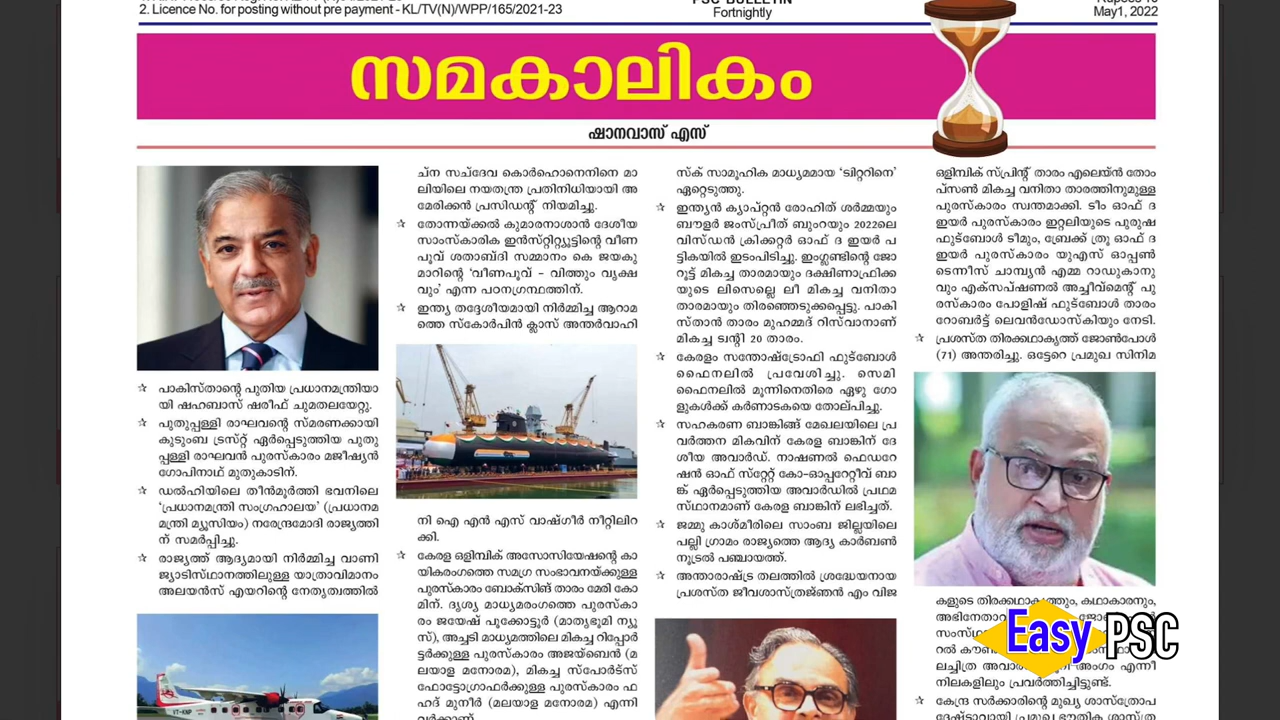 2. Licence No. for posting without pre payment - KL/TV(N)/WPP/165/2021-23
PSC BULLETIN
Fortnightly
May1, 2022
സമകാലികം
ഷാനവാസ് എസ്
☆ പാകിസ്താന്റെ പുതിയ പ്രധാനമന്ത്രിയാ
യി ഷഹബാസ് ഷരീഫ് ചുമതലയേറ്റു.
☆ പുതുപ്പള്ളി രാഘവന്റെ സ്മരണക്കായി
കുടുംബ ട്രസ്റ്റ് ഏർപ്പെടുത്തിയ പുതു
പ്പള്ളി രാഘവൻ പുരസ്കാരം മജീഷ്യൻ
ഗോപിനാഥ് മുതുകാടിന്.
☆ ഡൽഹിയിലെ തീൻമൂർത്തി ഭവനിലെ
'പ്രധാനമന്ത്രി സംഗ്രഹാലയ' (പ്രധാനമ
മന്ത്രി മ്യൂസിയം) നരേന്ദ്രമോദി രാജ്യത്തി
ന് സമർപ്പിച്ചു.
☆ രാജ്യത്ത് ആദ്യമായി നിർമ്മിച്ച വാണി
ജ്യാടിസ്ഥാനത്തിലുള്ള യാത്രാവിമാനം
അലയൻസ് എയറിന്റെ നേതൃത്വത്തിൽ
VT-KNP
ച്ന സച്ദേവ കൊർഹൊനെനിനെ മാ
ലിയിലെ നയതന്ത്ര പ്രതിനിധിയായി അ
മേരിക്കൻ പ്രസിഡന്റ് നിയമിച്ചു.
☆ തോന്നയ്ക്കൽ കുമാരനാശാൻ ദേശീയ
സാംസ്കാരിക ഇൻസ്റ്റിറ്റ്യൂട്ടിന്റെ വീണ
പൂവ് ശതാബ്ദി സമ്മാനം കെ ജയകു
മാറിന്റെ 'വീണപൂവ് - വിത്തും വൃക്ഷ
വും' എന്ന പഠനഗ്രന്ഥത്തിന്.
☆ ഇന്ത്യ തദ്ദേശീയമായി നിർമ്മിച്ച ആറാമ
ത്തെ സ്കോർപിൻ ക്ലാസ് അന്തർവാഹി
നി ഐ എൻ എസ് വാഷ്ഗീർ നീറ്റിലിറ
ക്കി.
☆ കേരള ഒളിമ്പിക് അസോസിയേഷന്റെ കാ
യികരംഗത്തെ സമഗ്ര സംഭാവനയ്ക്കുള്ള
പുരസ്കാരം ബോക്സിങ് താരം മേരി കോ
മിന്. ദൃശ്യ മാധ്യമരംഗത്തെ പുരസ്കാ
രം ജയേഷ് പൂക്കോട്ടൂർ (മാതൃഭൂമി ന്യൂ
സ്), അച്ചടി മാധ്യമത്തിലെ മികച്ച റിപ്പോർ
ട്ടർക്കുള്ള പുരസ്കാരം അജയ്ബെൻ (മ
ലയാള മനോരമ), മികച്ച സ്പോർട്സ്
ഫോട്ടോഗ്രാഫർക്കുള്ള പുരസ്കാരം ഫ
ഹദ് മുനീർ (മലയാള മനോരമ) എന്നി
വർക്കാണ്.
സ്ക് സാമൂഹിക മാധ്യമമായ 'ട്വിറ്ററിനെ'
ഏറ്റെടുത്തു.
☆ ഇന്ത്യൻ ക്യാപ്റ്റൻ രോഹിത് ശർമ്മയും
ബൗളർ ജംസ്പ്രീത് ബുംറയും 2022ലെ
വിസ്ഡൻ ക്രിക്കറ്റർ ഓഫ് ദ ഇയർ പ
ട്ടികയിൽ ഇടംപിടിച്ചു. ഇംഗ്ലണ്ടിന്റെ ജോ
റൂട്ട് മികച്ച താരമായും ദക്ഷിണാഫ്രിക്ക
യുടെ ലിസെല്ലെ ലീ മികച്ച വനിതാ
താരമായും തിരഞ്ഞെടുക്കപ്പെട്ടു. പാകി
സ്താൻ താരം മുഹമ്മദ് റിസ്വാനാണ്
മികച്ച ട്വന്റി 20 താരം.
☆ കേരളം സന്തോഷ്ട്രോഫി ഫുട്ബോൾ
ഫൈനലിൽ പ്രവേശിച്ചു. സെമി
ഫൈനലിൽ മൂന്നിനെതിരെ ഏഴു ഗോ
ളുകൾക്ക് കർണാടകയെ തോല്പിച്ചു.
☆ സഹകരണ ബാങ്കിങ്ങ് മേഖലയിലെ പ്ര
വർത്തന മികവിന് കേരള ബാങ്കിന് ദേ
ശീയ അവാർഡ്. നാഷണൽ ഫെഡറേ
ഷൻ ഓഫ് സ്റ്റേറ്റ് കോ-ഓപ്പറേറ്റീവ് ബാ
ങ്ക് ഏർപ്പെടുത്തിയ അവാർഡിൽ പ്രഥമ
സ്ഥാനമാണ് കേരള ബാങ്കിന് ലഭിച്ചത്.
☆ ജമ്മു കാശ്മീരിലെ സാംബ ജില്ലയിലെ
പല്ലി ഗ്രാമം രാജ്യത്തെ ആദ്യ കാർബൺ
ന്യൂട്രൽ പഞ്ചായത്ത്.
☆ അന്താരാഷ്ട്ര തലത്തിൽ ശ്രദ്ധേയനായ
പ്രശസ്ത ജീവശാസ്ത്രജ്ഞൻ എം വിജ
ഒളിമ്പിക് സ്പ്രിന്റ് താരം എലെയ്ൻ തോം
പ്സൺ മികച്ച വനിതാ താരത്തിനുമുള്ള
പുരസ്കാരം സ്വന്തമാക്കി. ടീം ഓഫ് ദ
ഇയർ പുരസ്കാരം ഇറ്റലിയുടെ പുരുഷ
ഫുട്ബോൾ ടീമും, ബ്രേക്ക് ത്രൂ ഓഫ് ദ
ഇയർ പുരസ്കാരം യുഎസ് ഓപ്പൺ
ടെന്നീസ് ചാമ്പ്യൻ എമ്മ റാഡുകാനു
വും എക്സപ്ഷണൽ അച്ചീവ്മെന്റ് പു
രസ്കാരം പോളിഷ് ഫുട്ബോൾ താരം
റോബർട്ട് ലെവൻഡോസ്കിയും നേടി.
☆ പ്രശസ്ത തിരക്കഥാകൃത്ത് ജോൺപോൾ
(71) അന്തരിച്ചു. ഒട്ടേറെ പ്രമുഖ സിനിമ
കളുടെ തിരക്കഥാകൃത്തും, കഥാകാരനും,
റൽ
ലച്ചിത്ര അംഗം എന്നീ
നിലകളിലും പ്രവർത്തിച്ചിട്ടുണ്ട്.
☆ കേന്ദ്ര സർക്കാരിന്റെ മുഖ്യ ശാസ്ത്രോപ
ദേഷ്ടാവായി പ്രമുഖ ഭൗതിക ശാസ്ത്ര
Easy PSC